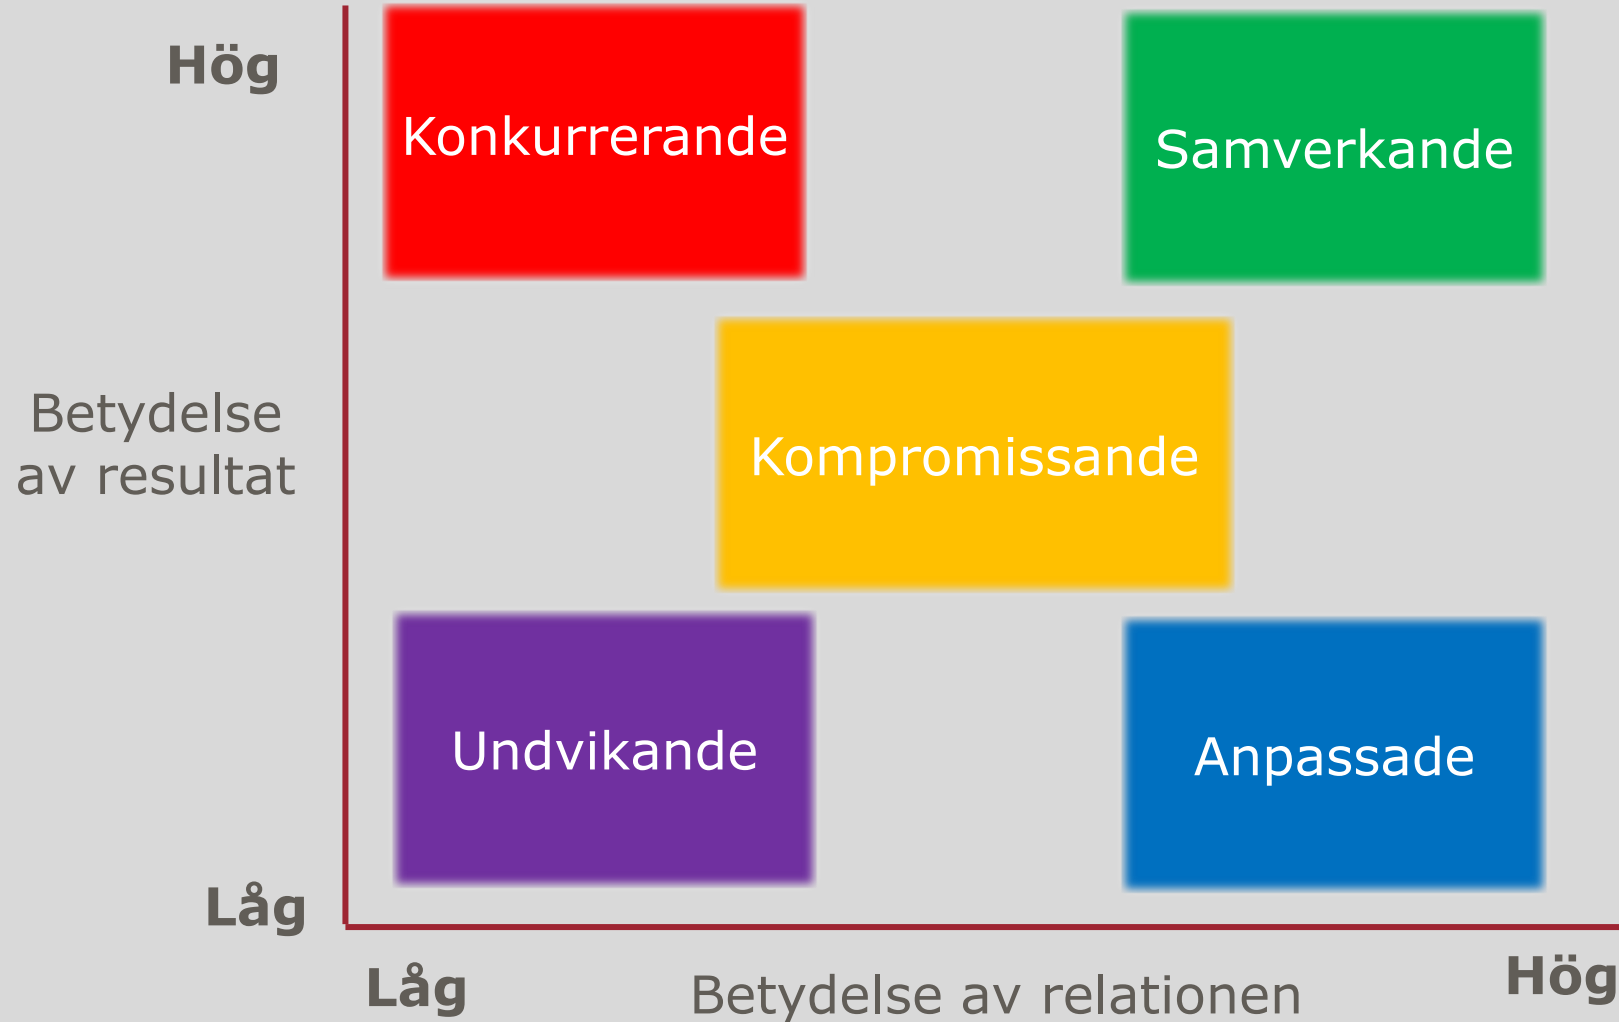 Hög
Konkurrerande
Samverkande
Betydelse
av resultat
Kompromissande
Undvikande
Anpassade
Låg
Låg
Betydelse av relationen
Hög